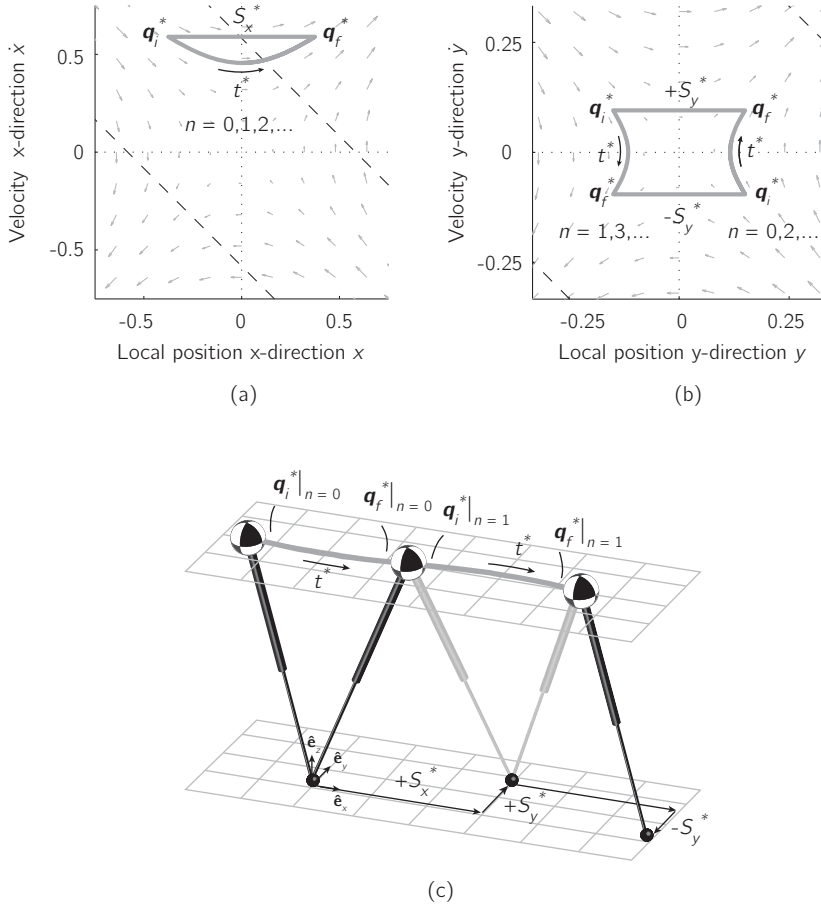 Velocity x-direction ẋ
0.5
0
-0.5
q_i^*
S_x^*
q_f^*
t^*
n = 0,1,2,...
-0.5
0
0.5
Local position x-direction x
(a)
Velocity y-direction ẏ
0.25
0
-0.25
+S_y^*
q_i^*
q_f^*
t^*
t^*
q_f^*
q_i^*
-S_y^*
n = 1,3,...
n = 0,2,...
-0.25
0
0.25
Local position y-direction y
(b)
q_i^*|_{n = 0}
q_f^*|_{n = 0}
q_i^*|_{n = 1}
q_f^*|_{n = 1}
t^*
t^*
ê_z
ê_y
ê_x
+S_x^*
+S_y^*
-S_y^*
(c)